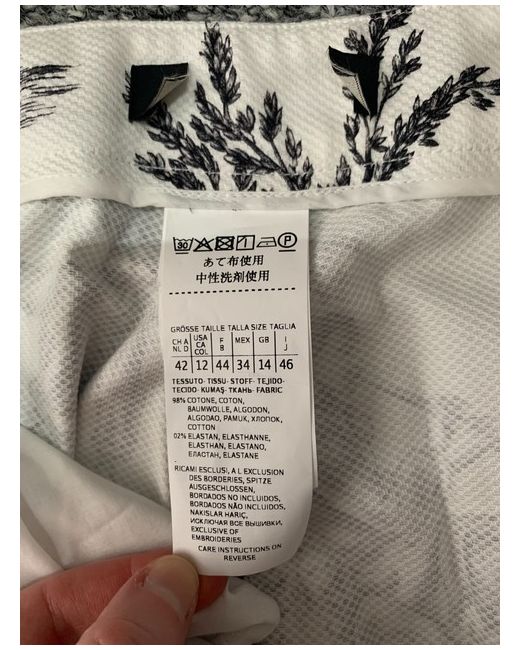 30 P
あて布使用
中性洗剤使用
GRÖSSE TAILLE TALLA SIZE TAGLIA
CH A NL D USA CA COL F B MEX GB I J
42 12 44 34 14 46
TESSUTO- TISSU- STOFF- TEJIDO-
TECIDO- KUMAŞ- ТКАНЬ- FABRIC
98% COTONE, COTON,
BAUMWOLLE, ALGODON,
ALGODAO, PAMUK, ХЛОПОК,
COTTON
02% ELASTAN, ELASTHANNE,
ELASTHAN, ELASTANO,
ЕЛАСТАН, ELASTANE
RICAMI ESCLUSI, A L EXCLUSION
DES BORDERIES, SPITZE
AUSGESCHLOSSEN,
BORDADOS NO INCLUIDOS,
BORDADOS NÃO INCLUIDOS,
NAKISLAR HARIÇ,
ИСКЛЮЧАЯ ВСЕ ВЫШИВКИ,
EXCLUSIVE OF
EMBROIDERIES
CARE INSTRUCTIONS ON
REVERSE